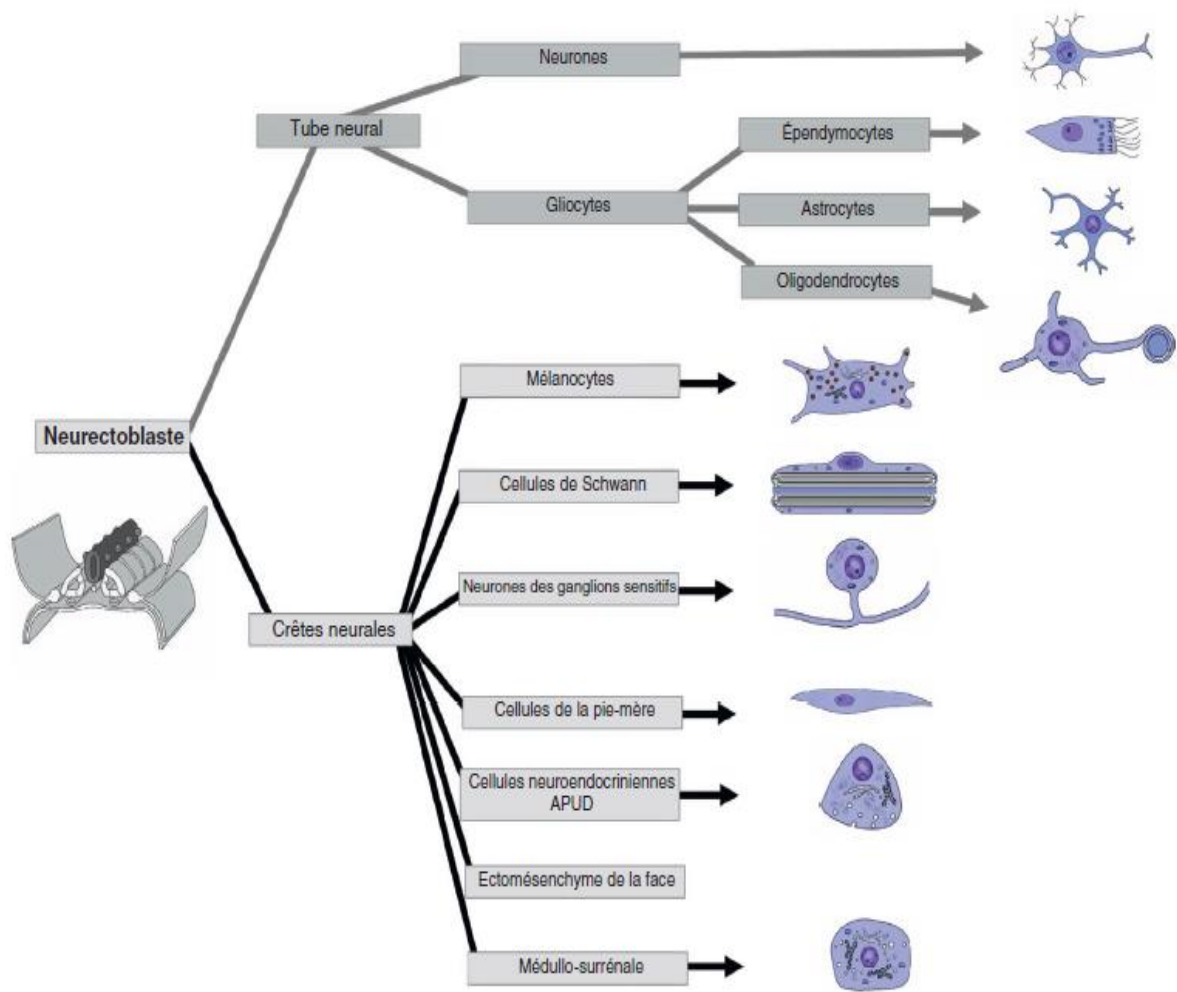 Neurones
Tube neural
Épendymocytes
Gliocytes
Astrocytes
Oligodendrocytes
Mélanocytes
Neurectoblaste
Cellules de Schwann
Neurones des ganglions sensitifs
Crêtes neurales
Cellules de la pie-mère
Cellules neuroendocriniennes
APUD
Ectomésenchyme de la face
Médullo-surrénale